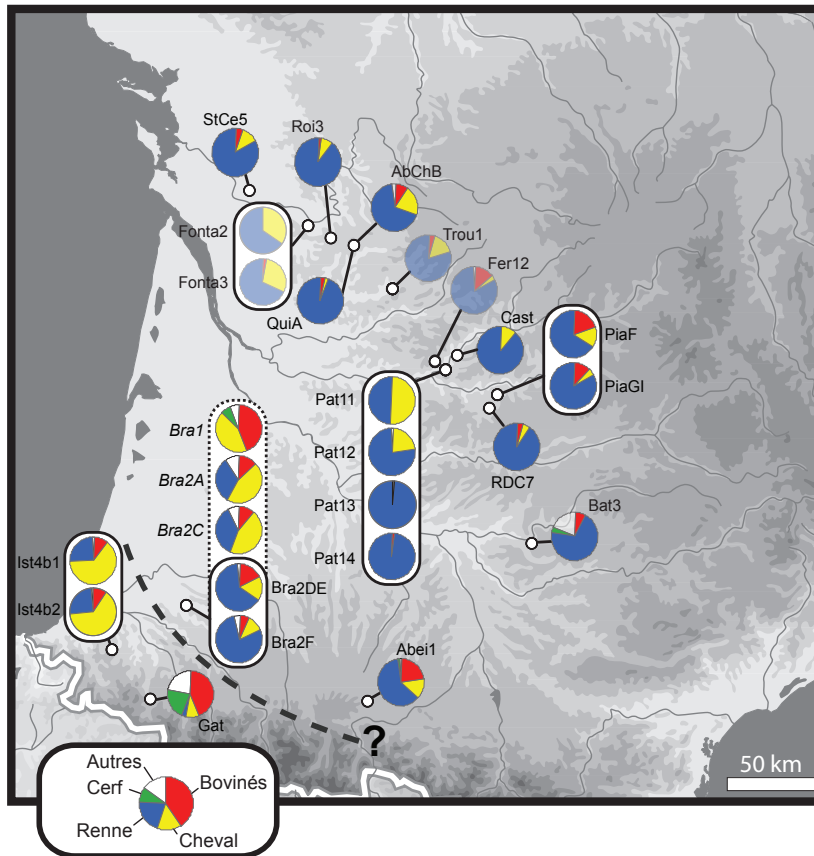 StCe5
Roi3
AbChB
Fonta2
Trou1
Fer12
Fonta3
QuiA
Cast
PiaF
PiaGI
Pat11
Bra1
Pat12
RDC7
Bra2A
Pat13
Bat3
Bra2C
Pat14
Ist4b1
Bra2DE
Ist4b2
Bra2F
Abei1
Gat
?
50 km
Autres
Bovinés
Cerf
Renne
Cheval